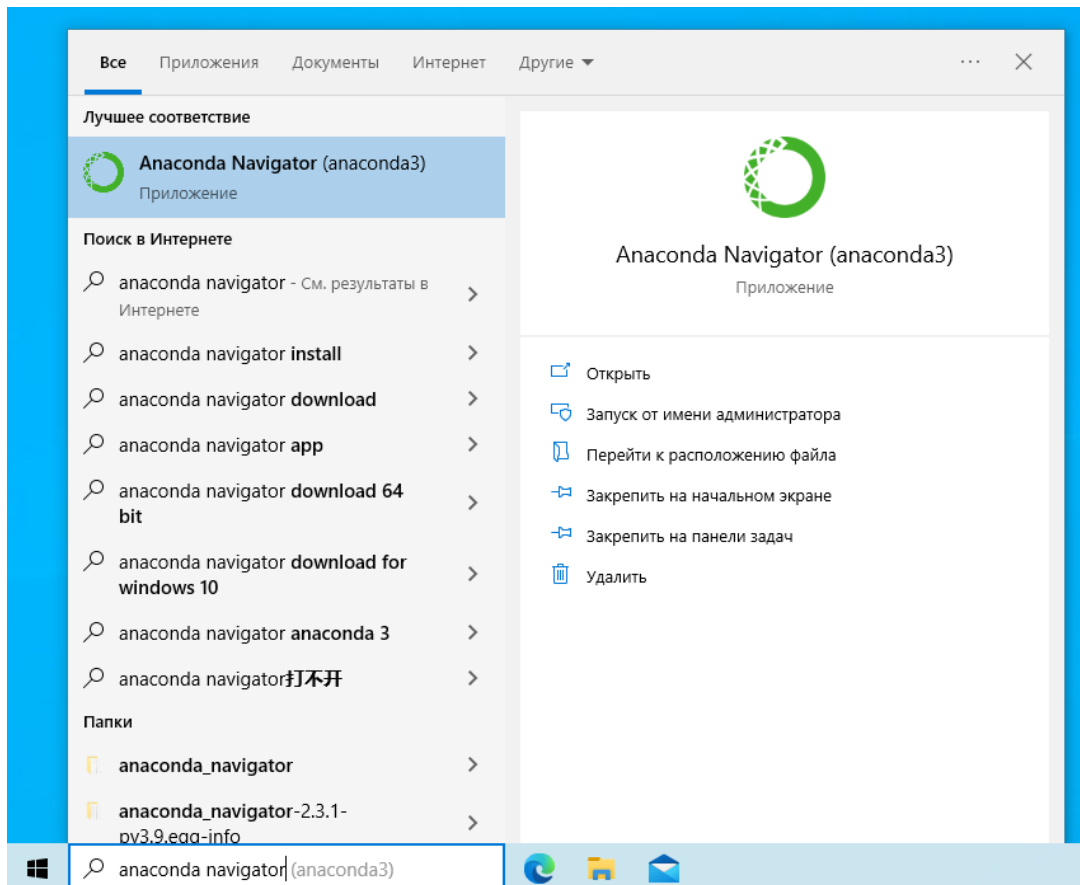 Все Приложения Документы Интернет Другие
Лучшее соответствие
Anaconda Navigator (anaconda3)
Приложение
Поиск в Интернете
anaconda navigator - См. результаты в
Интернете
anaconda navigator install
anaconda navigator download
anaconda navigator app
anaconda navigator download 64
bit
anaconda navigator download for
windows 10
anaconda navigator anaconda 3
anaconda navigator打不开
Папки
anaconda_navigator
anaconda_navigator-2.3.1-
py3.9.egg-info
anaconda navigator (anaconda3)
Anaconda Navigator (anaconda3)
Приложение
Открыть
Запуск от имени администратора
Перейти к расположению файла
Закрепить на начальном экране
Закрепить на панели задач
Удалить